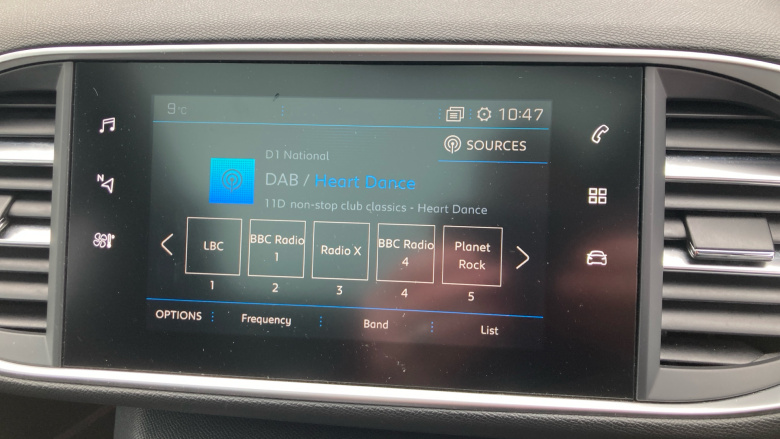 9°C 10:47
SOURCES
D1 National
DAB / Heart Dance
11D non-stop club classics - Heart Dance
N
LBC
BBC Radio
1
Radio X
BBC Radio
4
Planet
Rock
1 2 3 4 5
OPTIONS Frequency Band List